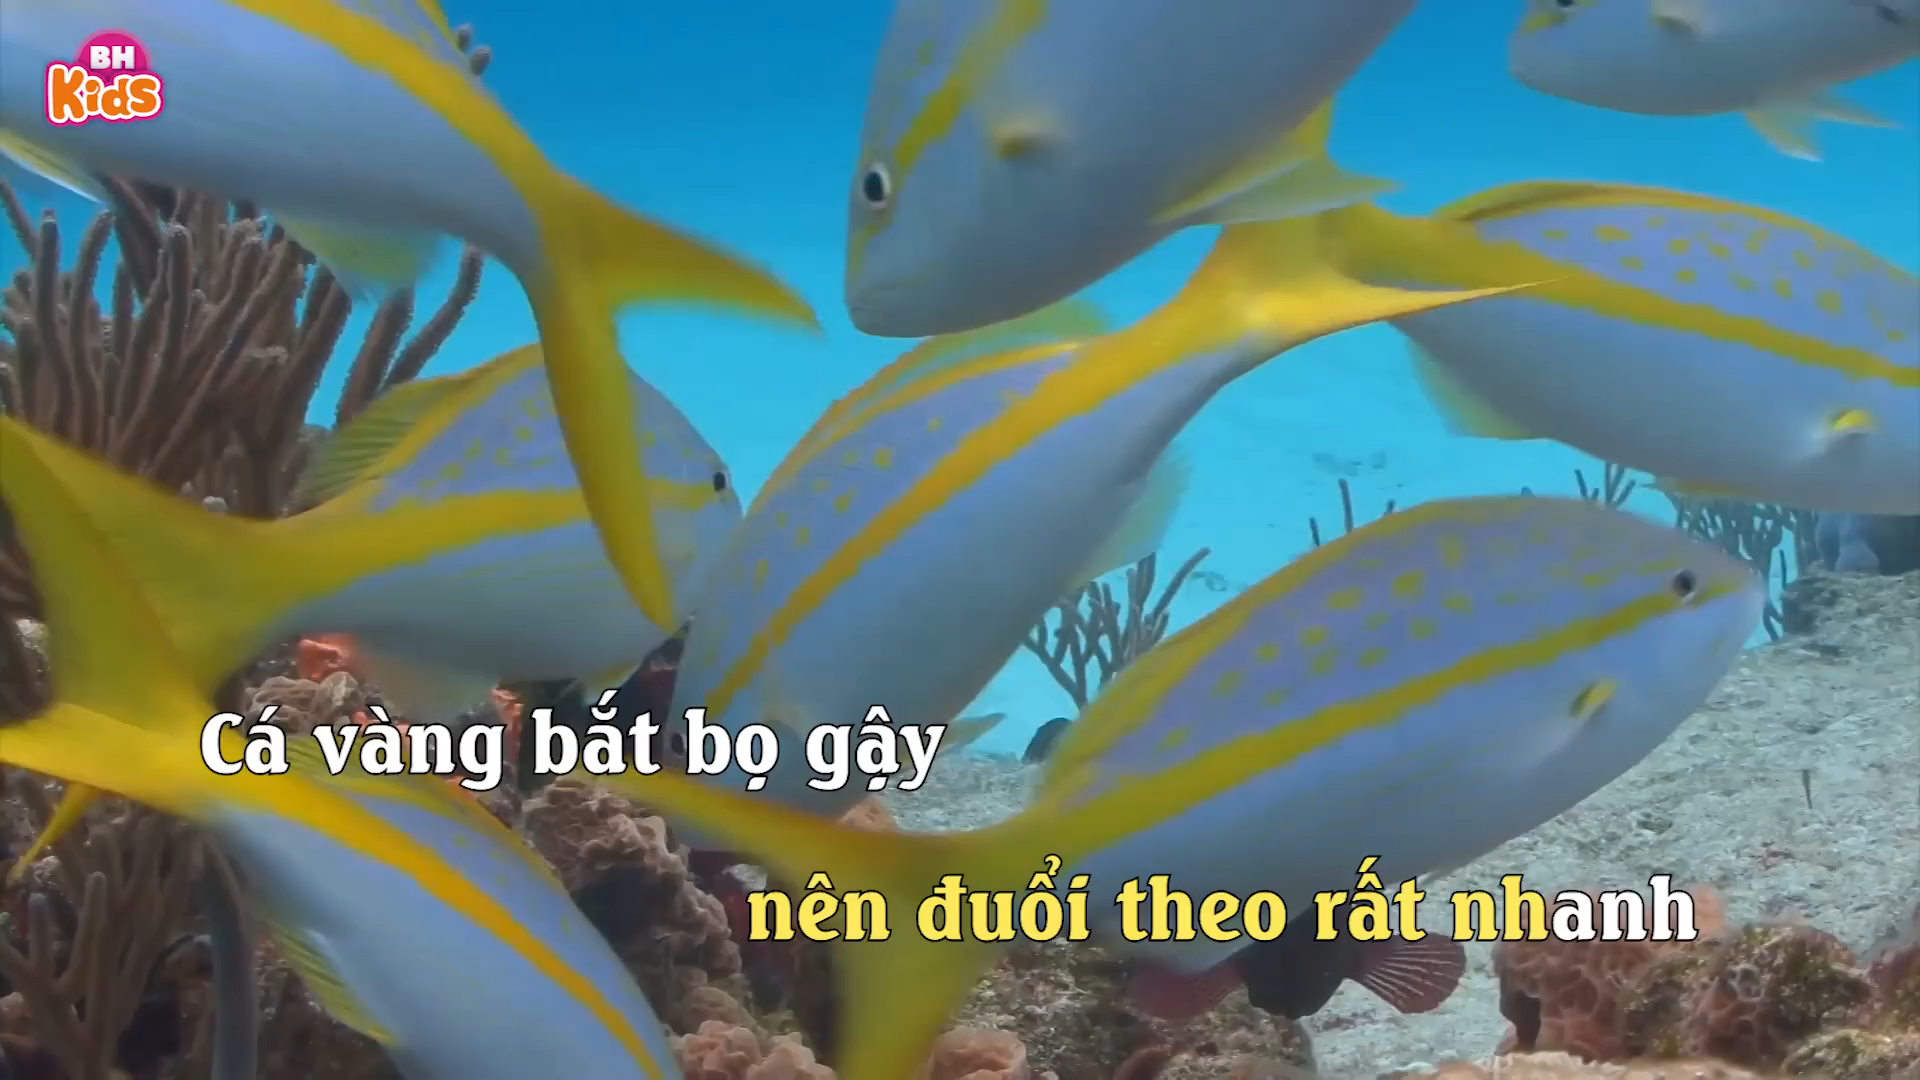 BH
Kids
Cá vàng bắt bọ gậy
nên đuổi theo rất nhanh